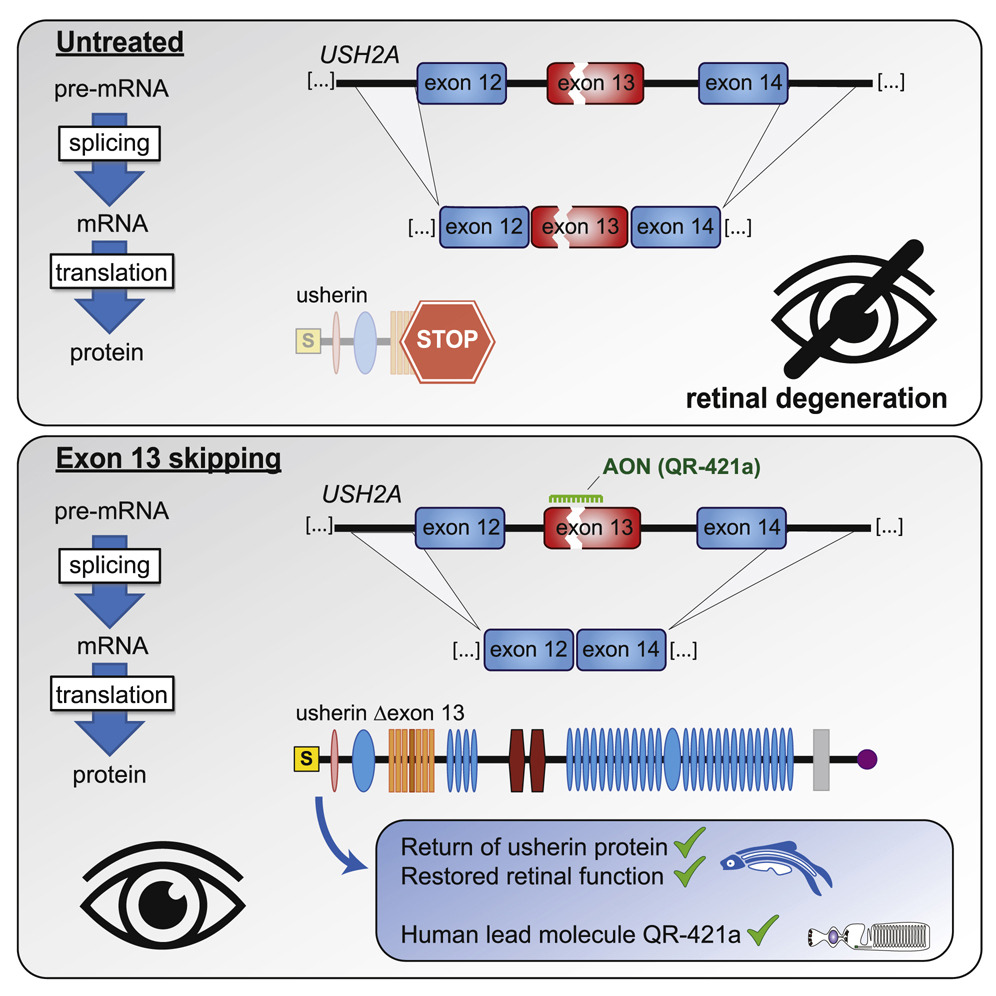 Untreated
pre-mRNA
splicing
mRNA
translation
protein
USH2A
[...] exon 12 exon 13 exon 14 [...]
[...] exon 12 exon 13 exon 14 [...]
usherin
S STOP
retinal degeneration
Exon 13 skipping
pre-mRNA
splicing
mRNA
translation
protein
AON (QR-421a)
USH2A
[...] exon 12 exon 13 exon 14 [...]
[...] exon 12 exon 14 [...]
usherin Δexon 13
S
Return of usherin protein
Restored retinal function
Human lead molecule QR-421a